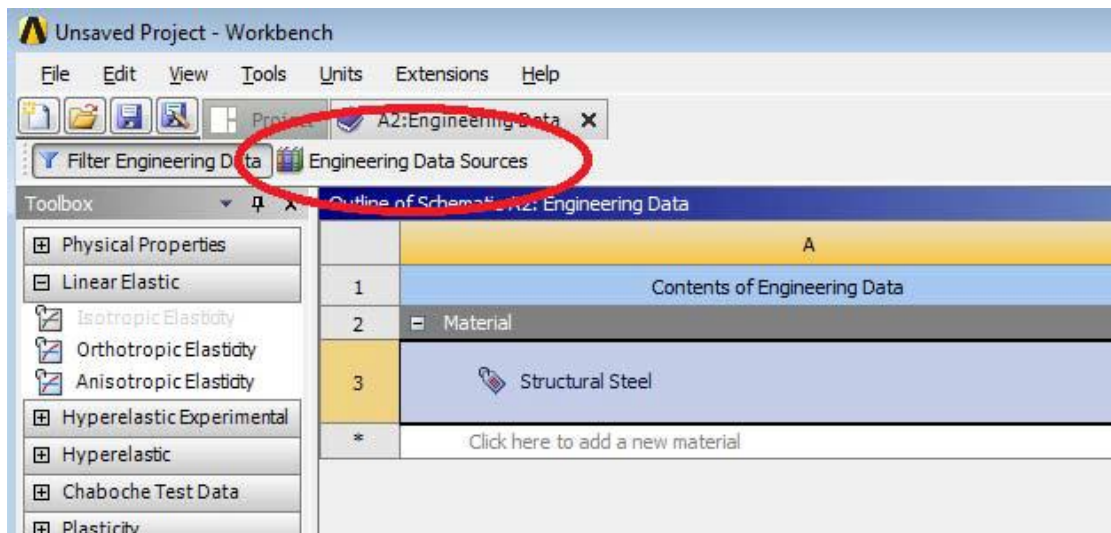 Unsaved Project - Workbench
File Edit View Tools Units Extensions Help
Project A2:Engineering Data
Filter Engineering Data Engineering Data Sources
Toolbox Outline of Schematic A2: Engineering Data
A
Physical Properties
Linear Elastic 1 Contents of Engineering Data
Isotropic Elasticity 2 Material
Orthotropic Elasticity
Anisotropic Elasticity 3 Structural Steel
Hyperelastic Experimental
* Click here to add a new material
Hyperelastic
Chaboche Test Data
Plasticity